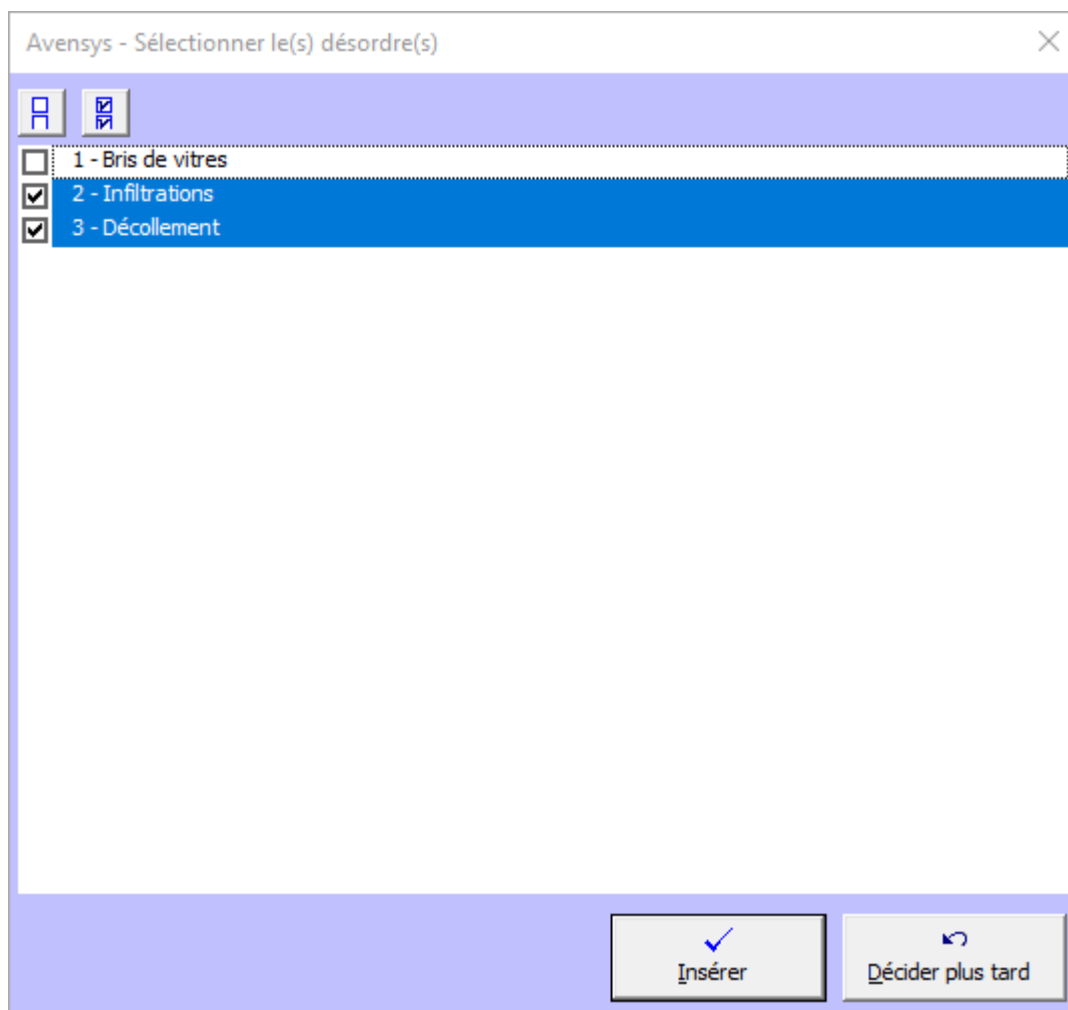 Avensys - Sélectionner le(s) désordre(s)
1 - Bris de vitres
2 - Infiltrations
3 - Décollement
Insérer
Décider plus tard